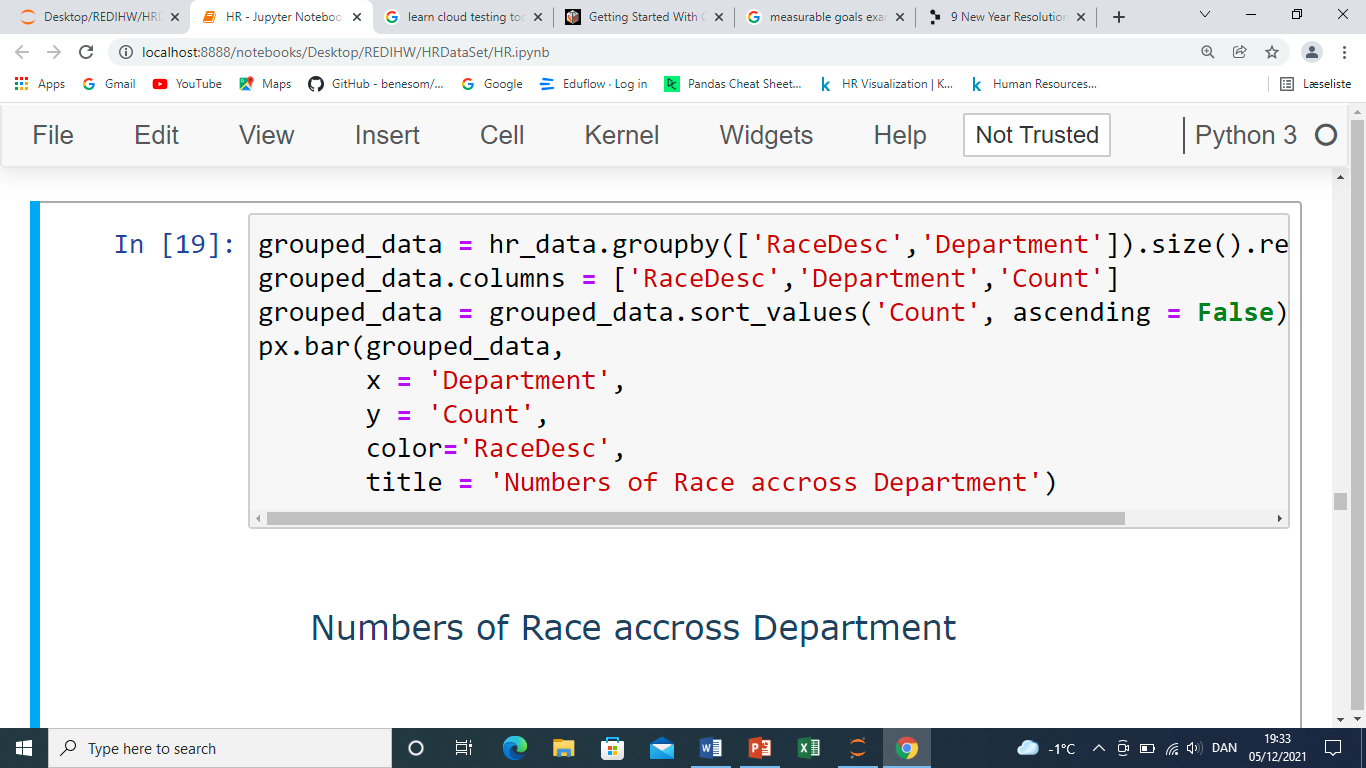 Desktop/REDIHW/HRI
HR - Jupyter Noteboo
learn cloud testing too
Getting Started With C
measurable goals exa
9 New Year Resolution
localhost:8888/notebooks/Desktop/REDIHW/HRDataSet/HR.ipynb
Apps Gmail YouTube Maps GitHub - benesom/... Google Eduflow · Log in Pandas Cheat Sheet... HR Visualization | K... Human Resources... Læseliste
File Edit View Insert Cell Kernel Widgets Help Not Trusted Python 3
In [19]:
grouped_data = hr_data.groupby(['RaceDesc','Department']).size().re
grouped_data.columns = ['RaceDesc','Department','Count']
grouped_data = grouped_data.sort_values('Count', ascending = False)
px.bar(grouped_data,
x = 'Department',
y = 'Count',
color='RaceDesc',
title = 'Numbers of Race accross Department')
Numbers of Race accross Department
Type here to search
-1°C
DAN
19:33
05/12/2021